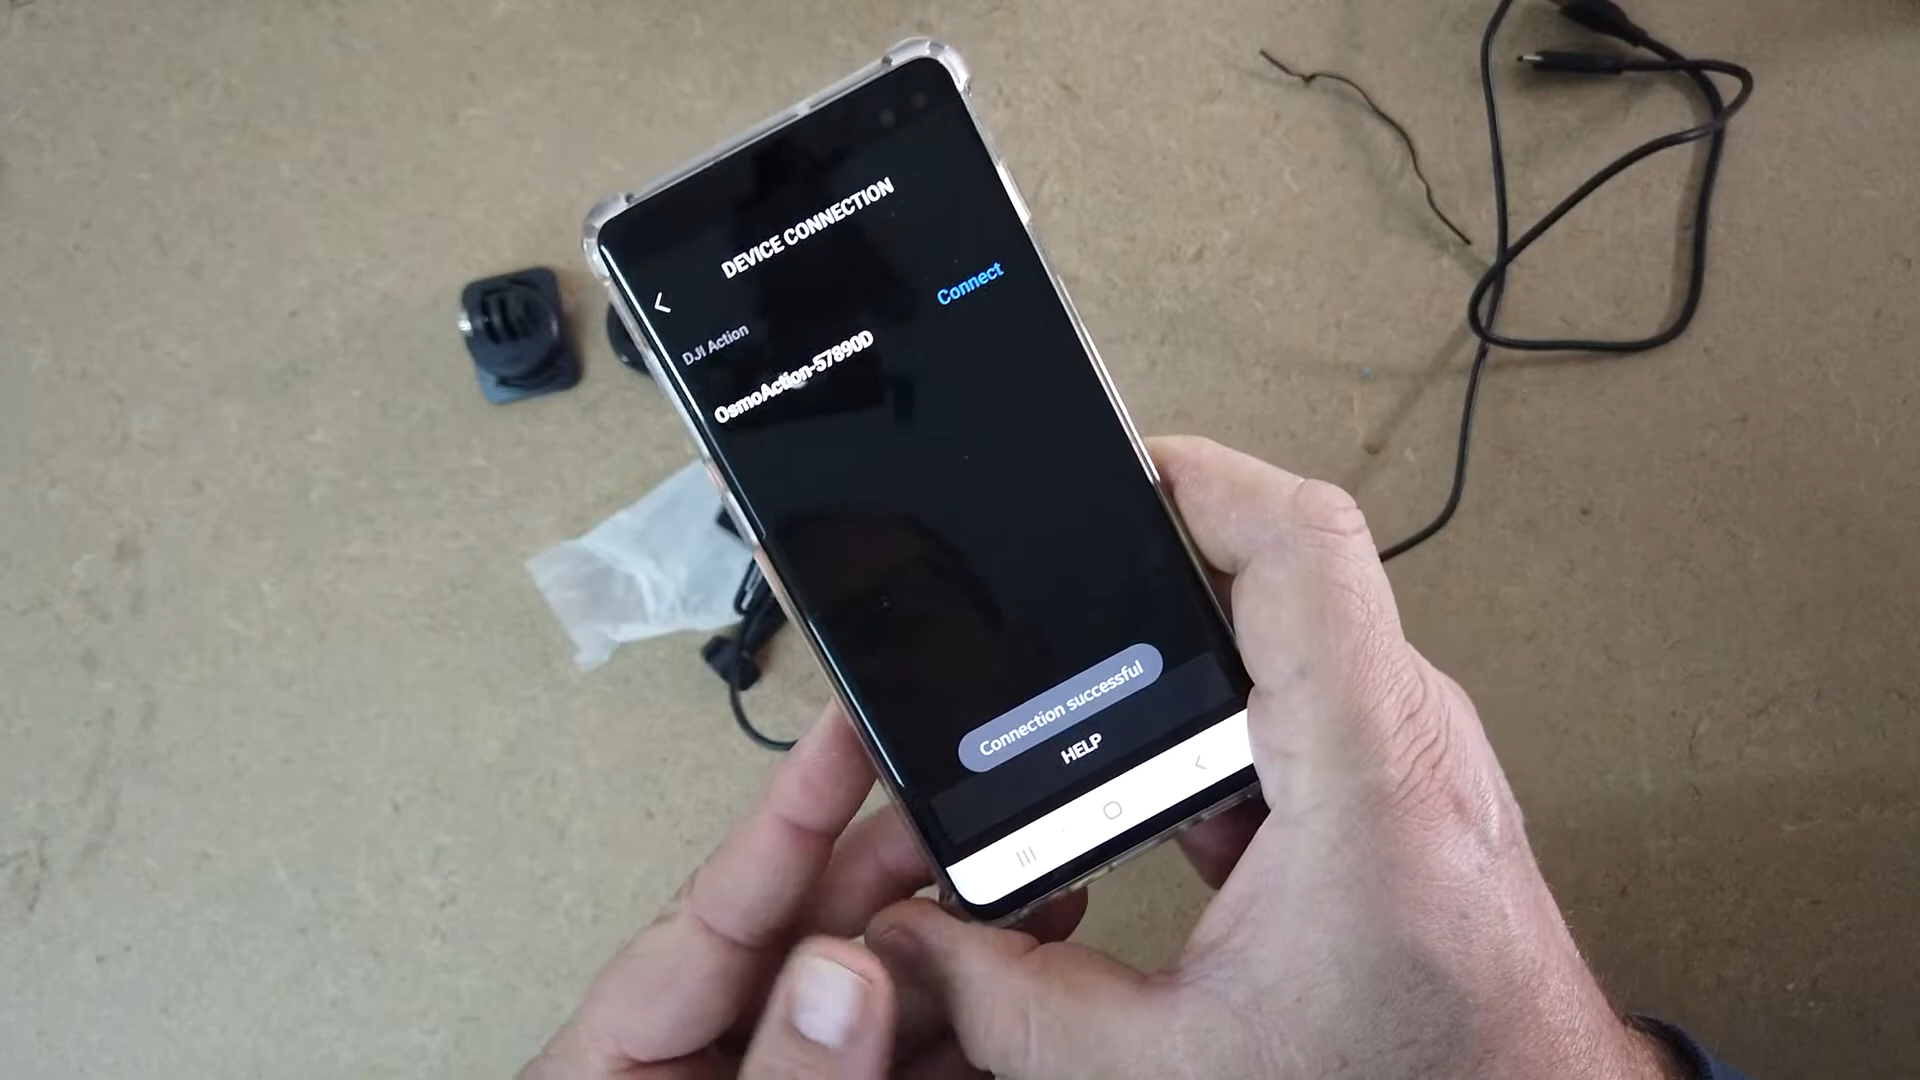 DEVICE CONNECTION
DJI Action
Connect
OsmoAction-57890D
Connection successful
HELP